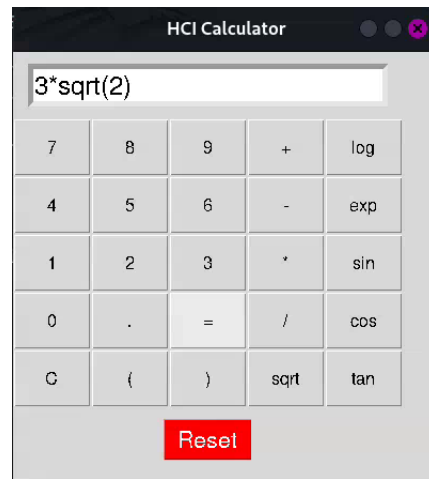 HCI Calculator
3*sqrt(2)
7 8 9 + log
4 5 6 - exp
1 2 3 * sin
0 . = / cos
C ( ) sqrt tan
Reset